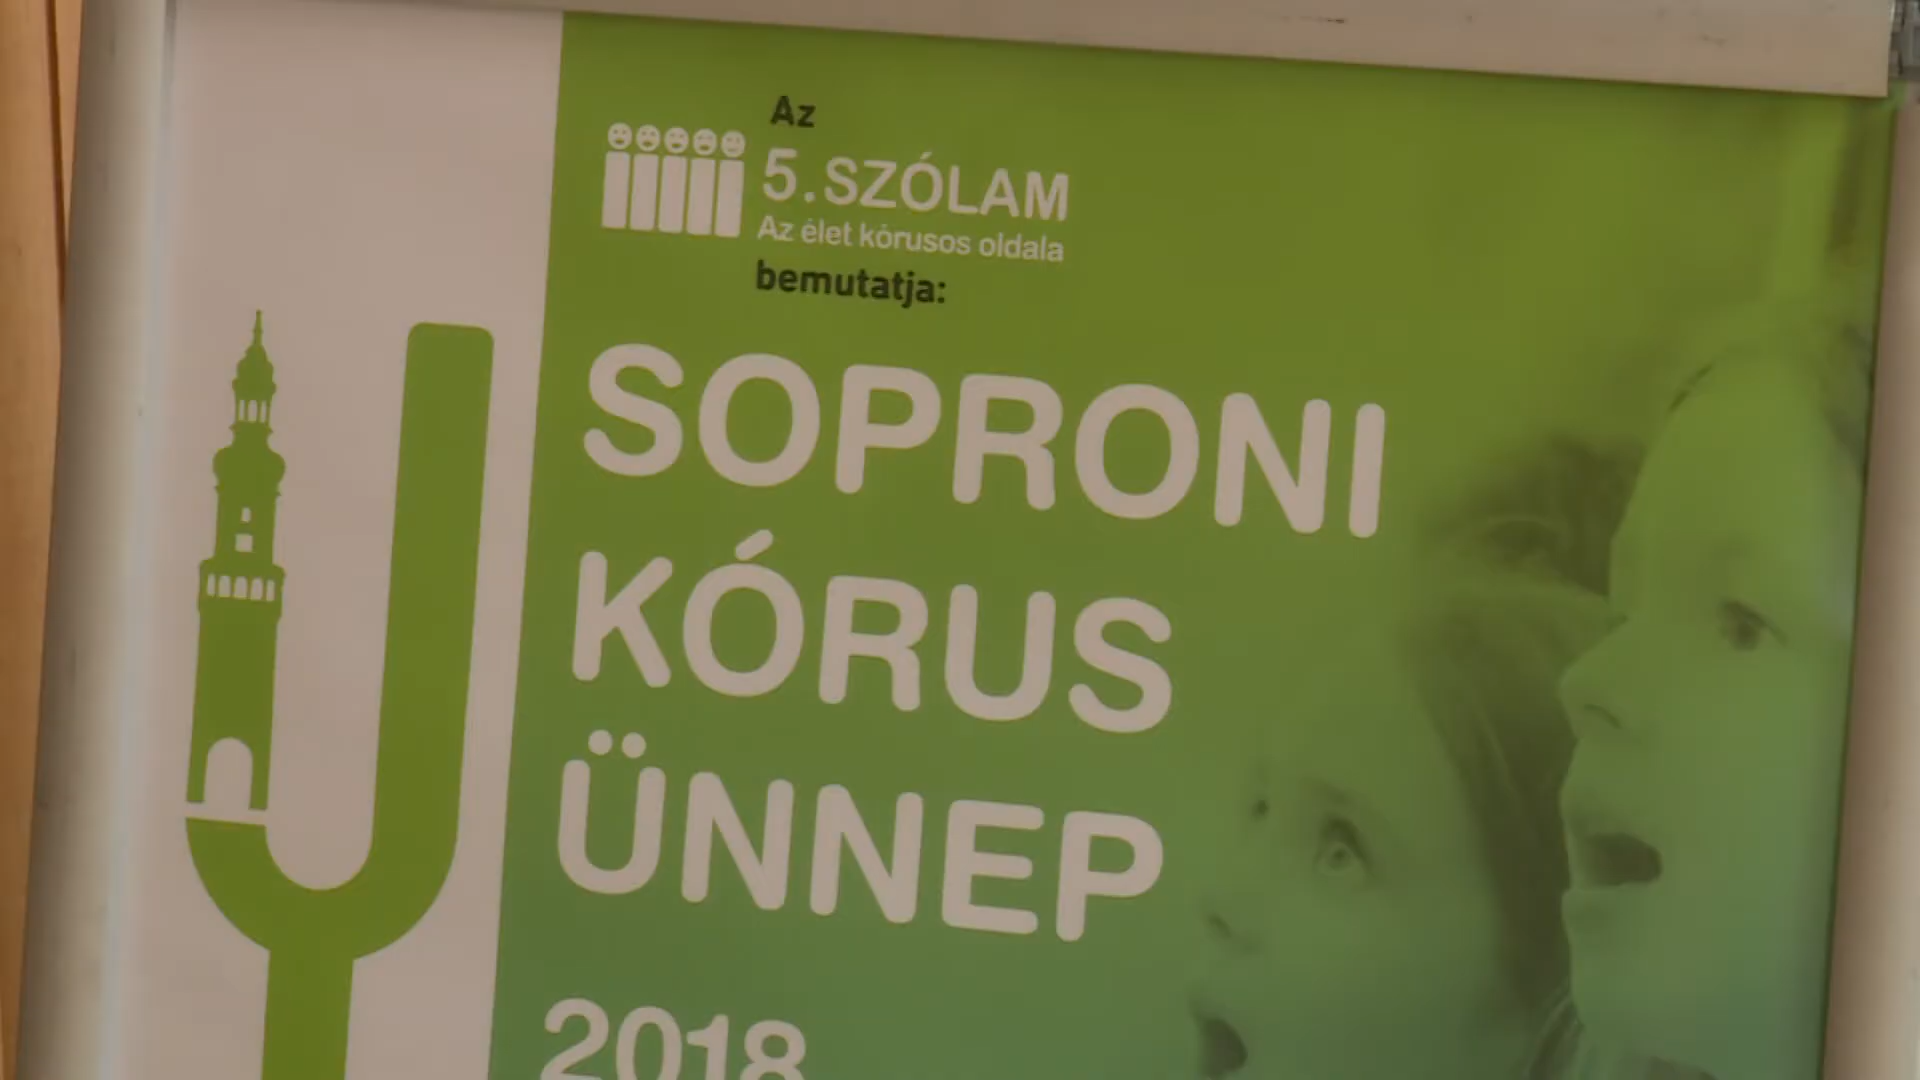 Az
5. SZÓLAM
Az élet kórusos oldala
bemutatja:
SOPRONI
KÓRUS
ÜNNEP
2018